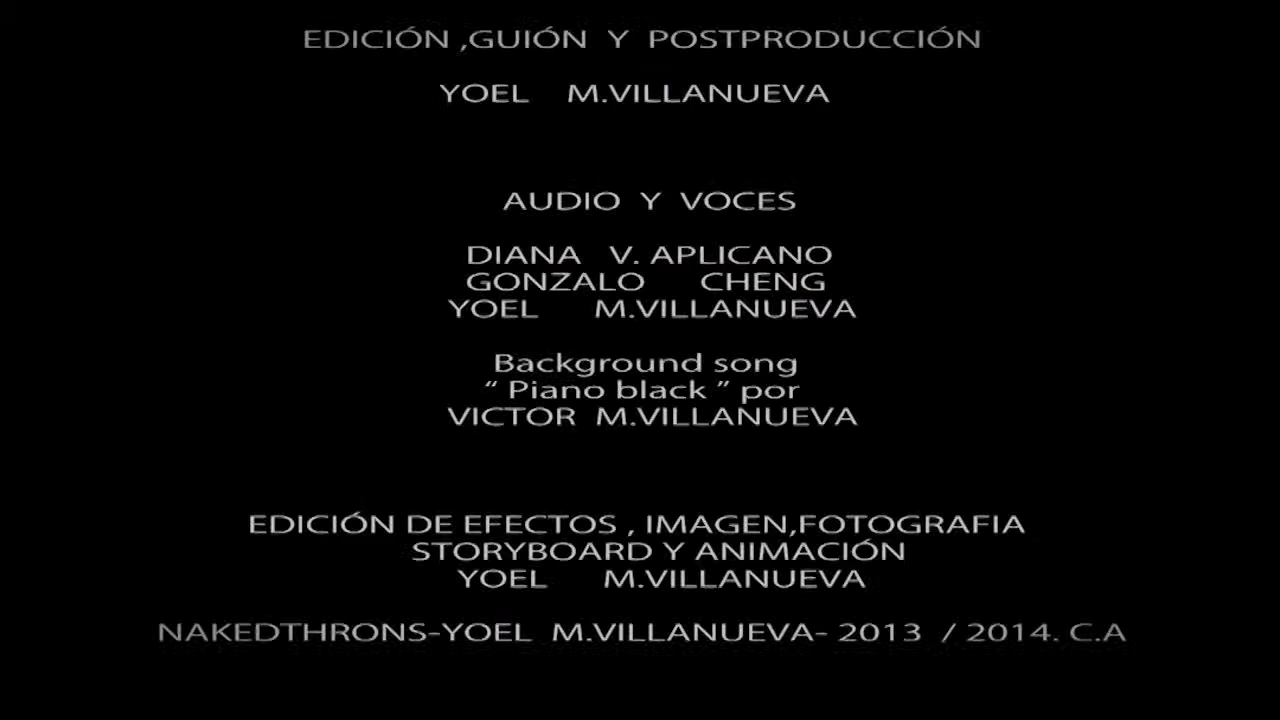 EDICIÓN ,GUIÓN Y POSTPRODUCCIÓN
YOEL M.VILLANUEVA
AUDIO Y VOCES
DIANA V. APLICANO
GONZALO CHENG
YOEL M.VILLANUEVA
Background song
“ Piano black ” por
VICTOR M.VILLANUEVA
EDICIÓN DE EFECTOS , IMAGEN,FOTOGRAFIA
STORYBOARD Y ANIMACIÓN
YOEL M.VILLANUEVA
NAKEDTHRONS-YOEL M.VILLANUEVA- 2013 / 2014. C.A